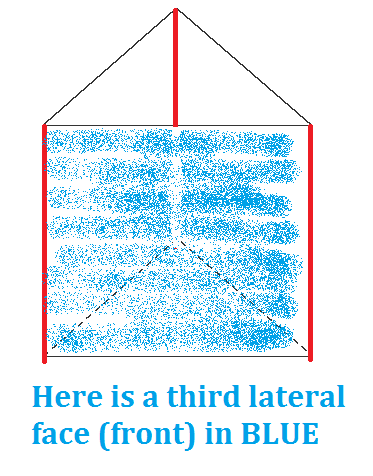 Here is a third lateral
face (front) in BLUE